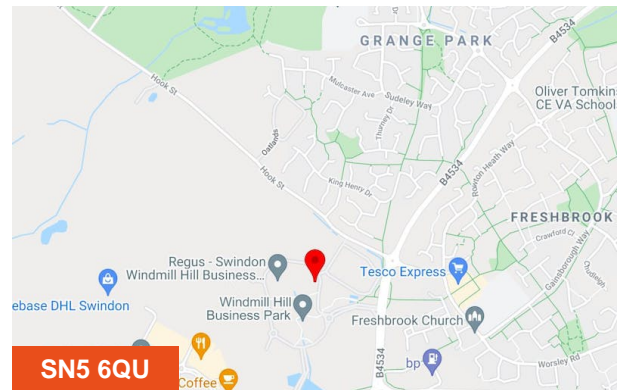 GRANGE PARK
B4534
Hook St
Mulcaster Ave
Sudeley Way
Oliver Tomkin
CE VA School
Thurney Dr
Oatlands
Rowton Heath Way
B4534
King Henry Dr
Hook St
FRESHBROOK
Crawford Cl
Gainsborough Way
Chudleigh
Regus - Swindon
Windmill Hill Business...
Tesco Express
ebase DHL Swindon
Windmill Hill
Business Park
Freshbrook Church
B4534
bp
Worsley Rd
SN5 6QU
Coffee